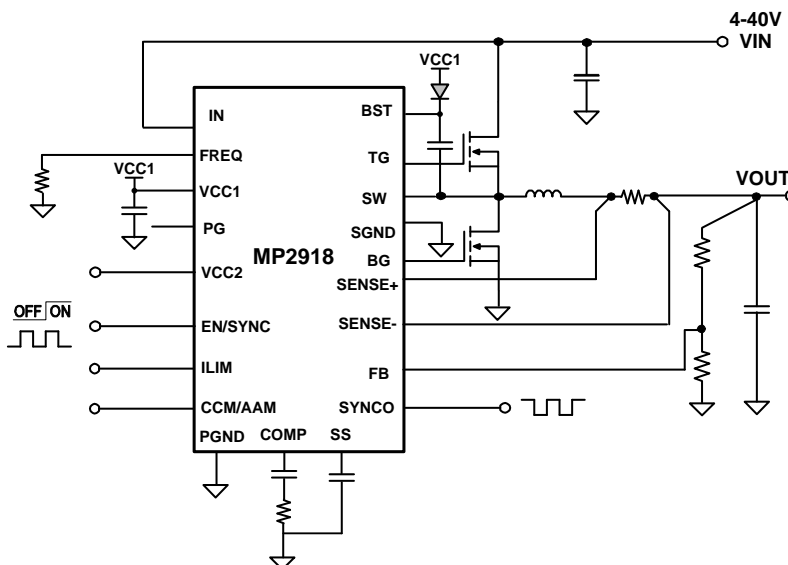 4-40V
VIN
VCC1
IN
BST
FREQ
TG
VCC1
VCC1
SW
VOUT
PG
SGND
MP2918
BG
VCC2
SENSE+
OFF ON
EN/SYNC
SENSE-
ILIM
FB
CCM/AAM
SYNCO
PGND
COMP
SS